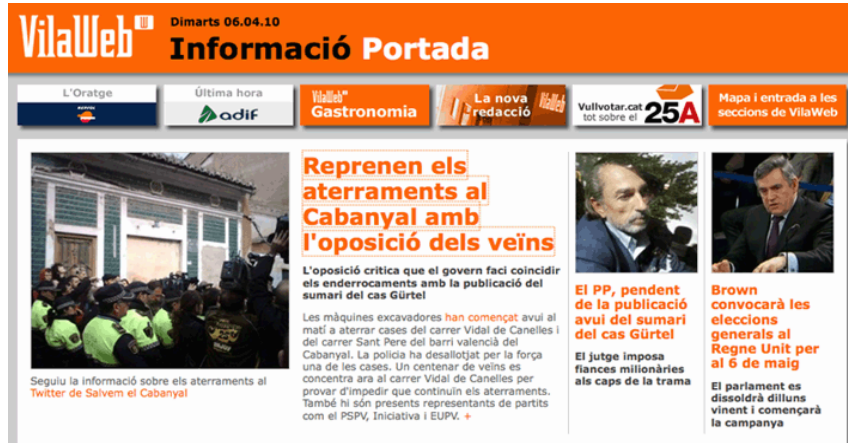 VilaWeb
Dimarts 06.04.10
Informació Portada
L'Oratge
REPSOL
Última hora
adif
VilaWeb
Gastronomia
La nova
redacció
VilaWeb
Vullvotar.cat
tot sobre el
25A
Mapa i entrada a les
seccions de VilaWeb
Reprenen els
aterraments al
Cabanyal amb
l'oposició dels veïns
L'oposició critica que el govern faci coincidir
els enderrocaments amb la publicació del
sumari del cas Gürtel
Les màquines excavadores han començat avui al
matí a aterrar cases del carrer Vidal de Canelles i
del carrer Sant Pere del barri valencià del
Cabanyal. La policia ha desallotjat per la força
una de les cases. Un centenar de veïns es
concentra ara al carrer Vidal de Canelles per
provar d'impedir que continuïn els aterraments.
També hi són presents representants de partits
com el PSPV, Iniciativa i EUPV. +
Seguiu la informació sobre els aterraments al
Twitter de Salvem el Cabanyal
El PP, pendent
de la publicació
avui del sumari
del cas Gürtel
El jutge imposa
fiances milionàries
als caps de la trama
Brown
convocarà les
eleccions
generals al
Regne Unit per
al 6 de maig
El parlament es
dissoldrà dilluns
vinent i començarà
la campanya